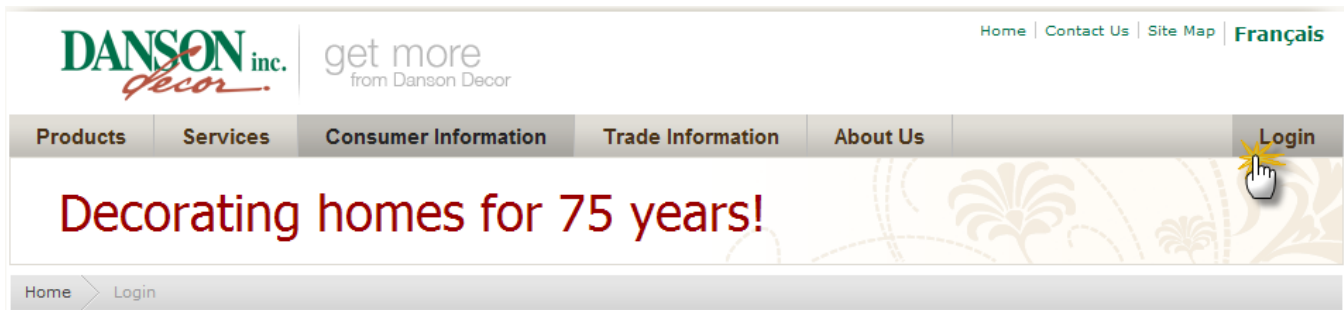 DANSON inc.
decor
get more
from Danson Decor
Home | Contact Us | Site Map | Français
Products Services Consumer Information Trade Information About Us Login
Decorating homes for 75 years!
Home Login